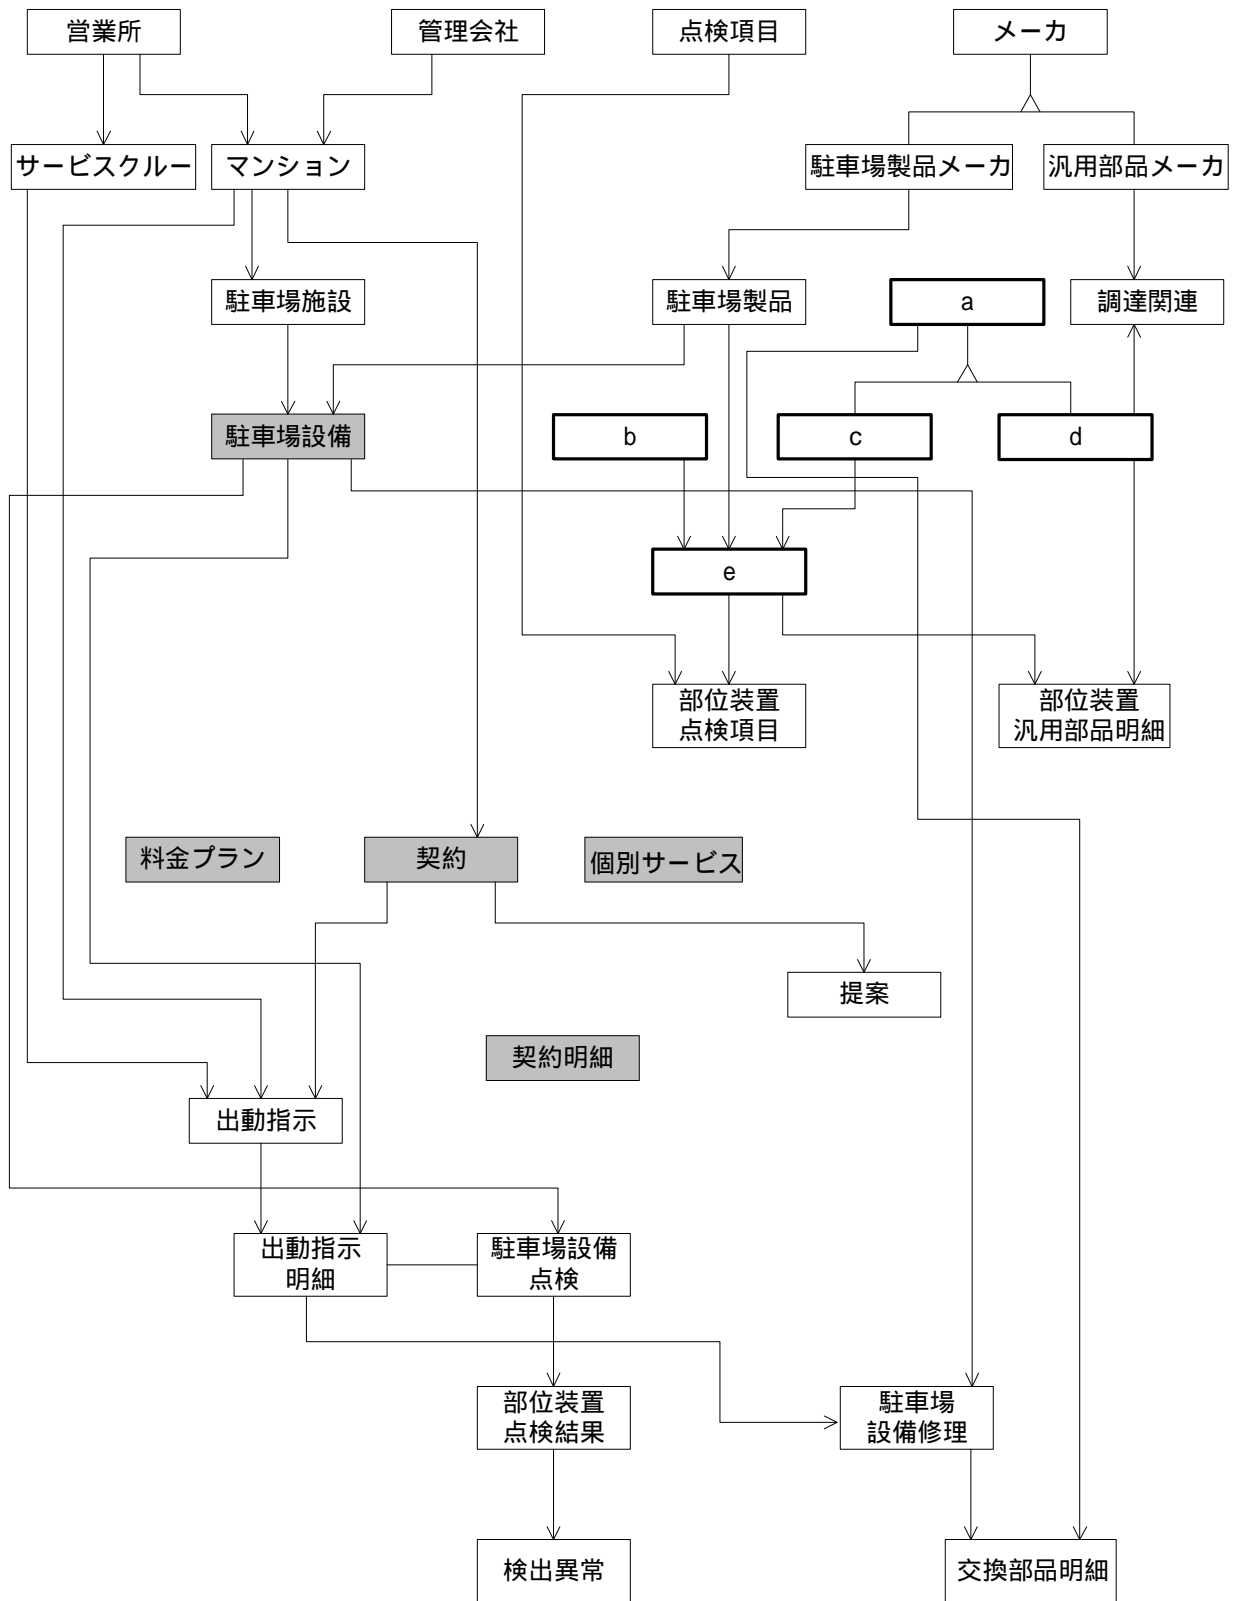 営業所
管理会社
点検項目
メーカ
サービスクルー
マンション
駐車場製品メーカ
汎用部品メーカ
駐車場施設
駐車場製品
a
調達関連
駐車場設備
b
c
d
e
部位装置
点検項目
部位装置
汎用部品明細
料金プラン
契約
個別サービス
提案
契約明細
出動指示
出動指示
明細
駐車場設備
点検
部位装置
点検結果
駐車場
設備修理
検出異常
交換部品明細